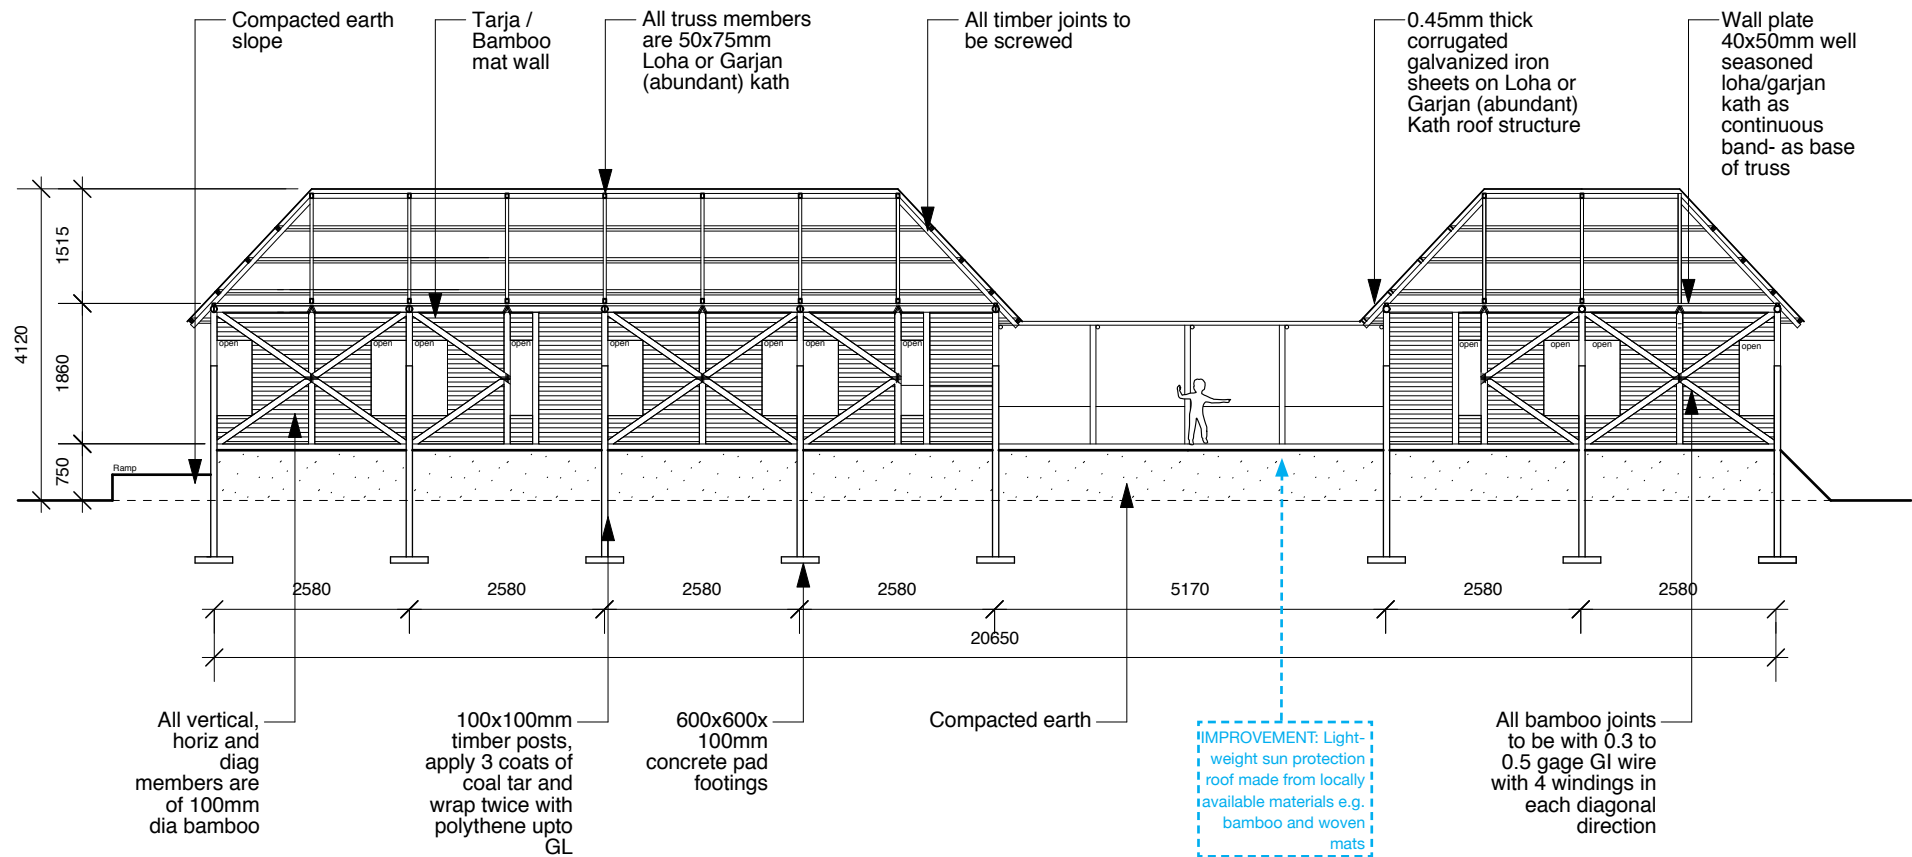 Compacted earth
slope
Tarja /
Bamboo
mat wall
All truss members
are 50x75mm
Loha or Garjan
(abundant) kath
All timber joints to
be screwed
0.45mm thick
corrugated
galvanized iron
sheets on Loha or
Garjan (abundant)
Kath roof structure
Wall plate
40x50mm well
seasoned
loha/garjan
kath as
continuous
band- as base
of truss
4120
1515
1860
750
open
open
open
open
open
open
open
open
open
open
open
open
Ramp
2580
2580
2580
2580
5170
2580
2580
20650
All vertical,
horiz and
diag
members are
of 100mm
dia bamboo
100x100mm
timber posts,
apply 3 coats of
coal tar and
wrap twice with
polythene upto
GL
600x600x
100mm
concrete pad
footings
Compacted earth
IMPROVEMENT: Light-
weight sun protection
roof made from locally
available materials e.g.
bamboo and woven
mats
All bamboo joints
to be with 0.3 to
0.5 gage GI wire
with 4 windings in
each diagonal
direction